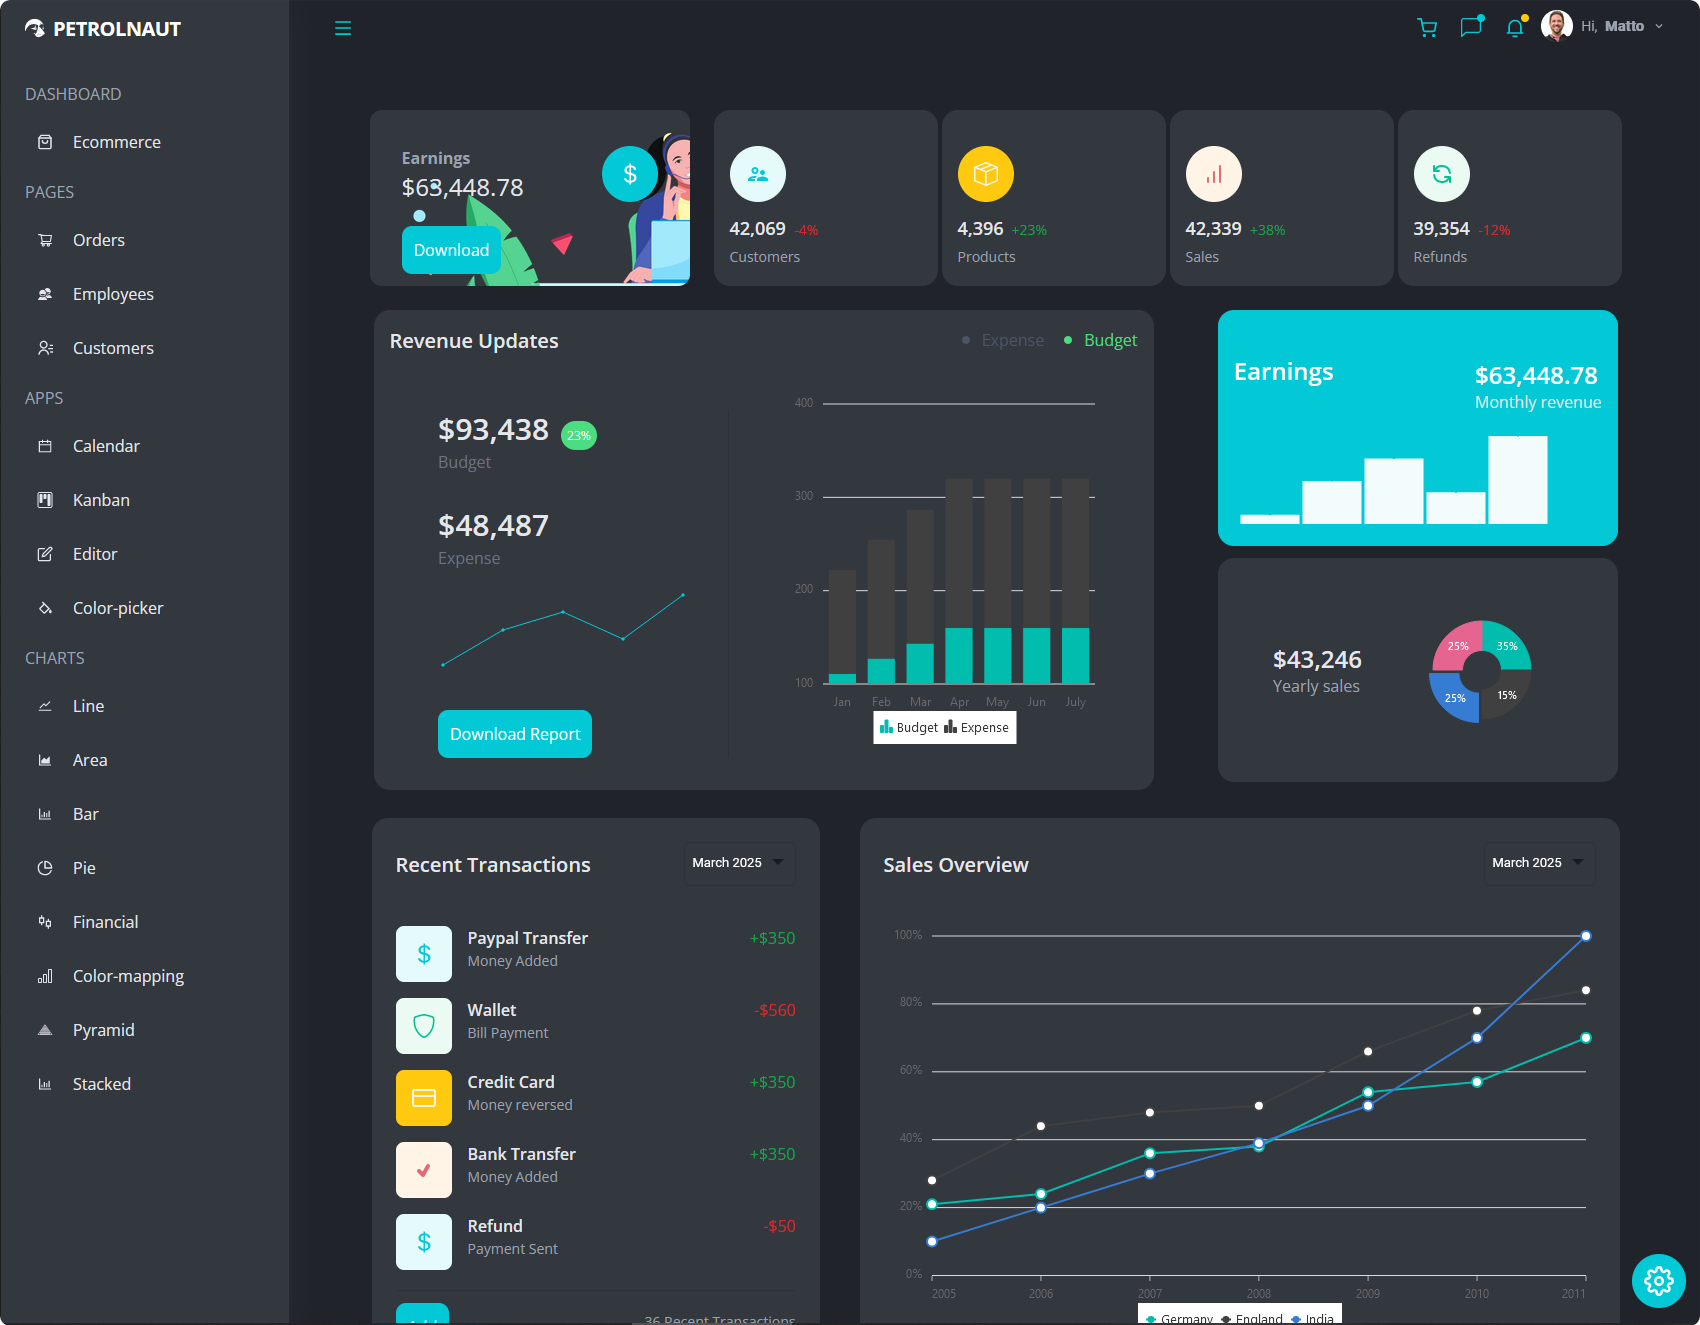 PETROLNAUT
Hi, Matto
DASHBOARD
Ecommerce
PAGES
Orders
Employees
Customers
APPS
Calendar
Kanban
Editor
Color-picker
CHARTS
Line
Area
Bar
Pie
Financial
Color-mapping
Pyramid
Stacked
Earnings
$63,448.78
Download
$
42,069 -4%
Customers
4,396 +23%
Products
42,339 +38%
Sales
39,354 -12%
Refunds
Revenue Updates
Expense Budget
$93,438 23%
Budget
$48,487
Expense
Download Report
400
300
200
100
Jan Feb Mar Apr May Jun July
Budget Expense
Earnings
$63,448.78
Monthly revenue
$43,246
Yearly sales
25% 35%
25% 15%
Recent Transactions
March 2025
$
Paypal Transfer +$350
Money Added
Wallet -$560
Bill Payment
Credit Card +$350
Money reversed
Bank Transfer +$350
Money Added
$
Refund -$50
Payment Sent
Add
36 Recent Transactions
Sales Overview
March 2025
100%
80%
60%
40%
20%
0%
2005 2006 2007 2008 2009 2010 2011
Germany England India